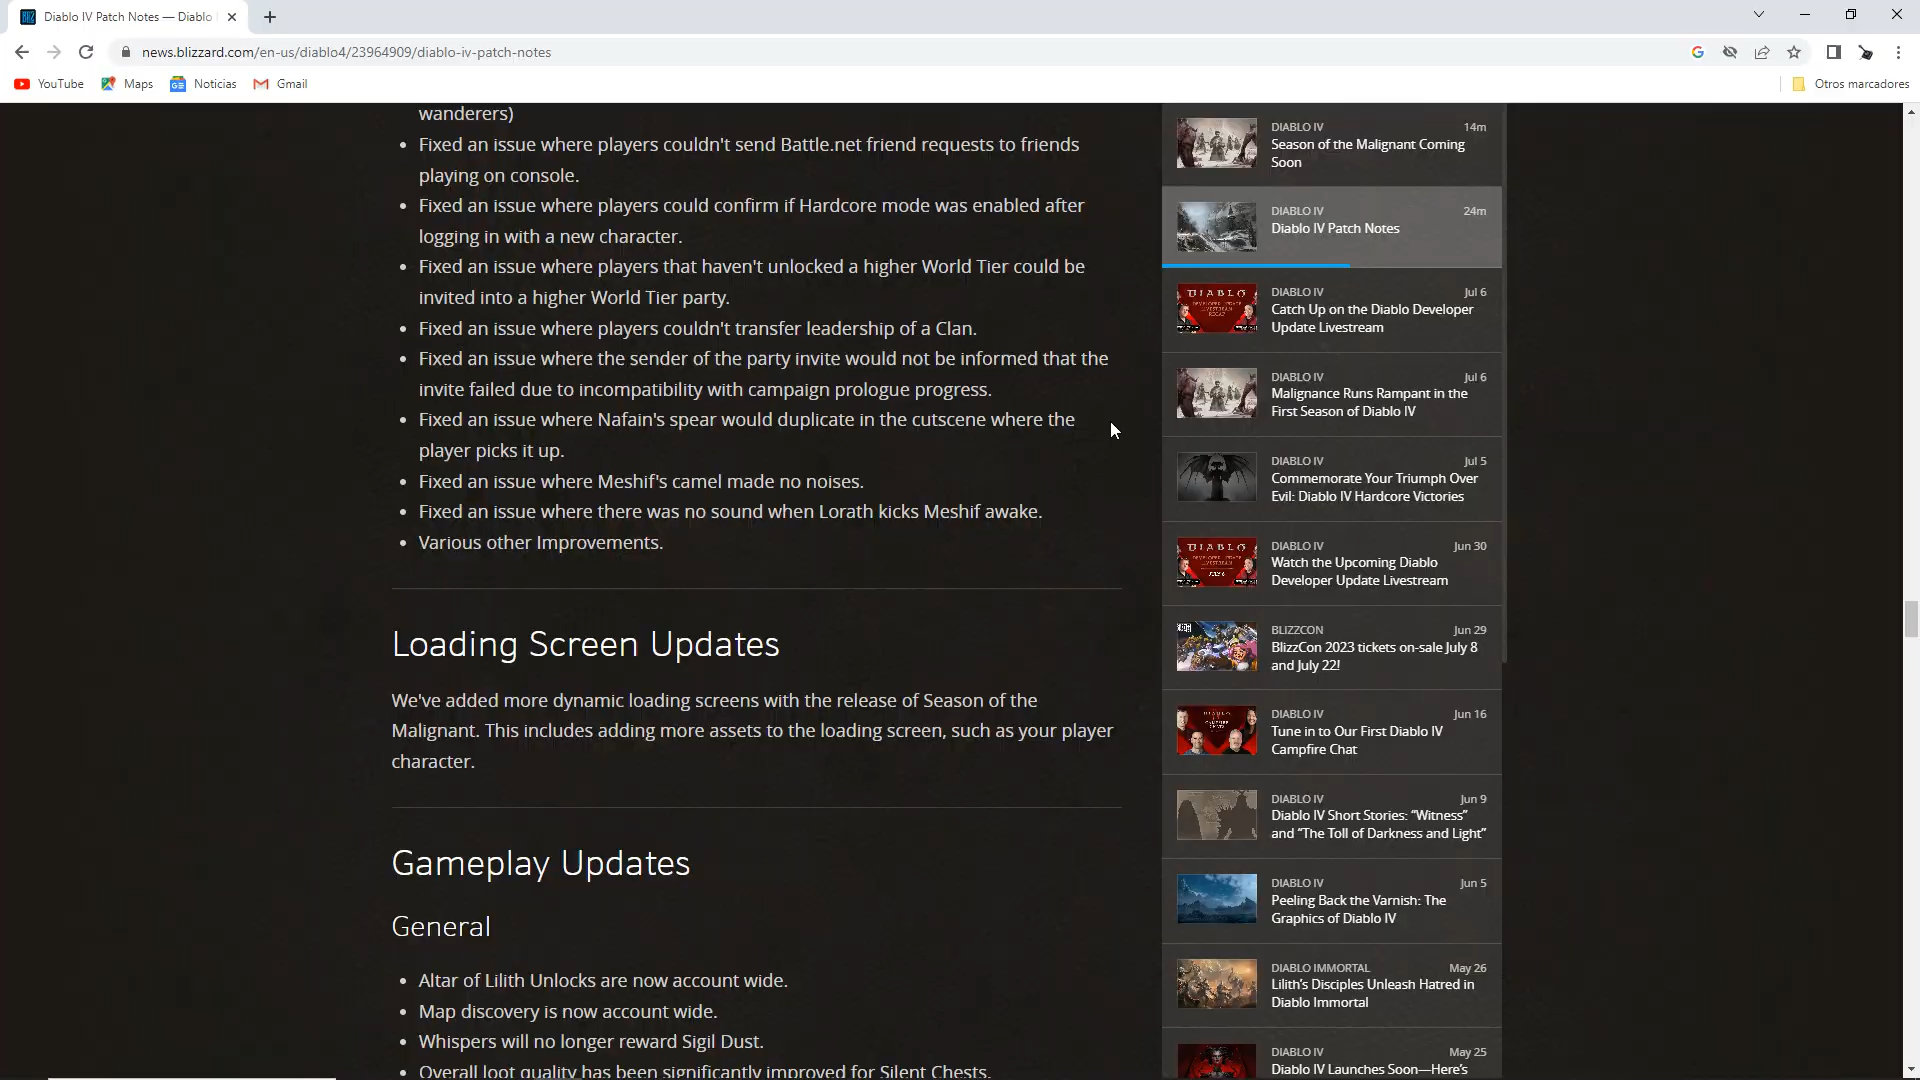 Diablo IV Patch Notes — Diablo
news.blizzard.com/en-us/diablo4/23964909/diablo-iv-patch-notes
YouTube
Maps
Noticias
Gmail
Otros marcadores
wanderers)
• Fixed an issue where players couldn't send Battle.net friend requests to friends
playing on console.
• Fixed an issue where players could confirm if Hardcore mode was enabled after
logging in with a new character.
• Fixed an issue where players that haven't unlocked a higher World Tier could be
invited into a higher World Tier party.
• Fixed an issue where players couldn't transfer leadership of a Clan.
• Fixed an issue where the sender of the party invite would not be informed that the
invite failed due to incompatibility with campaign prologue progress.
• Fixed an issue where Nafain's spear would duplicate in the cutscene where the
player picks it up.
• Fixed an issue where Meshif's camel made no noises.
• Fixed an issue where there was no sound when Lorath kicks Meshif awake.
• Various other Improvements.
Loading Screen Updates
We've added more dynamic loading screens with the release of Season of the
Malignant. This includes adding more assets to the loading screen, such as your player
character.
Gameplay Updates
General
• Altar of Lilith Unlocks are now account wide.
• Map discovery is now account wide.
• Whispers will no longer reward Sigil Dust.
• Overall loot quality has been significantly improved for Silent Chests.
DIABLO IV 14m
Season of the Malignant Coming
Soon
DIABLO IV 24m
Diablo IV Patch Notes
DIABLO IV Jul 6
Catch Up on the Diablo Developer
Update Livestream
DIABLO IV Jul 6
Malignance Runs Rampant in the
First Season of Diablo IV
DIABLO IV Jul 5
Commemorate Your Triumph Over
Evil: Diablo IV Hardcore Victories
DIABLO IV Jun 30
Watch the Upcoming Diablo
Developer Update Livestream
BLIZZCON Jun 29
BlizzCon 2023 tickets on-sale July 8
and July 22!
DIABLO IV Jun 16
Tune in to Our First Diablo IV
Campfire Chat
DIABLO IV Jun 9
Diablo IV Short Stories: “Witness”
and “The Toll of Darkness and Light”
DIABLO IV Jun 5
Peeling Back the Varnish: The
Graphics of Diablo IV
DIABLO IMMORTAL May 26
Lilith’s Disciples Unleash Hatred in
Diablo Immortal
DIABLO IV May 25
Diablo IV Launches Soon—Here’s